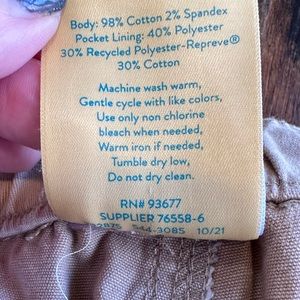 Body: 98% Cotton 2% Spandex
Pocket Lining: 40% Polyester
30% Recycled Polyester-Repreve®
30% Cotton
Machine wash warm,
Gentle cycle with like colors,
Use only non chlorine
bleach when needed,
Warm iron if needed,
Tumble dry low,
Do not dry clean.
RN# 93677
SUPPLIER 76558-6
544-3085 10/21